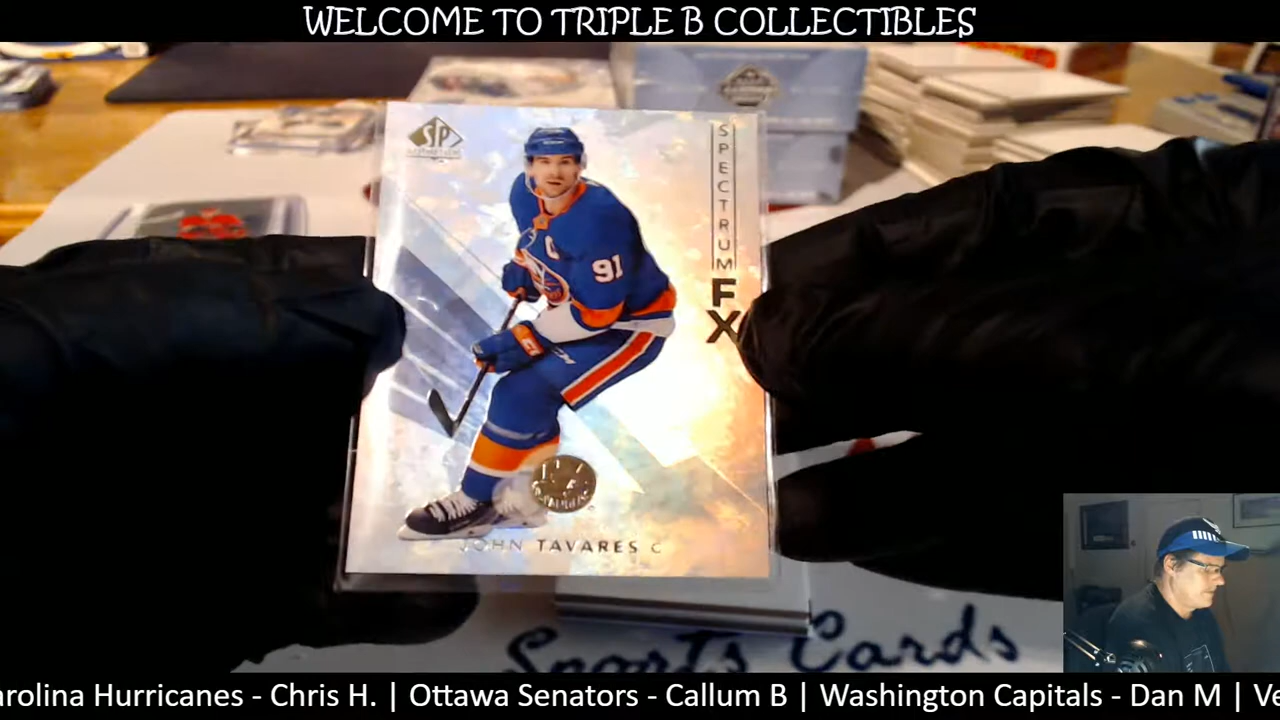 WELCOME TO TRIPLE B COLLECTIBLES
SP
SPECTRUM
FX
C
91
CCM
JOHN TAVARES C
Sports Cards
arolina Hurricanes - Chris H. | Ottawa Senators - Callum B | Washington Capitals - Dan M | Ve